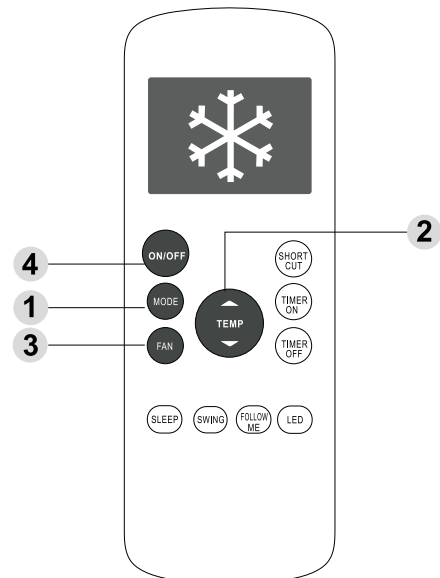 2
4
ON/OFF
SHORT
CUT
1
MODE
TEMP
TIMER
ON
3
FAN
TIMER
OFF
SLEEP
SWING
FOLLOW
ME
LED